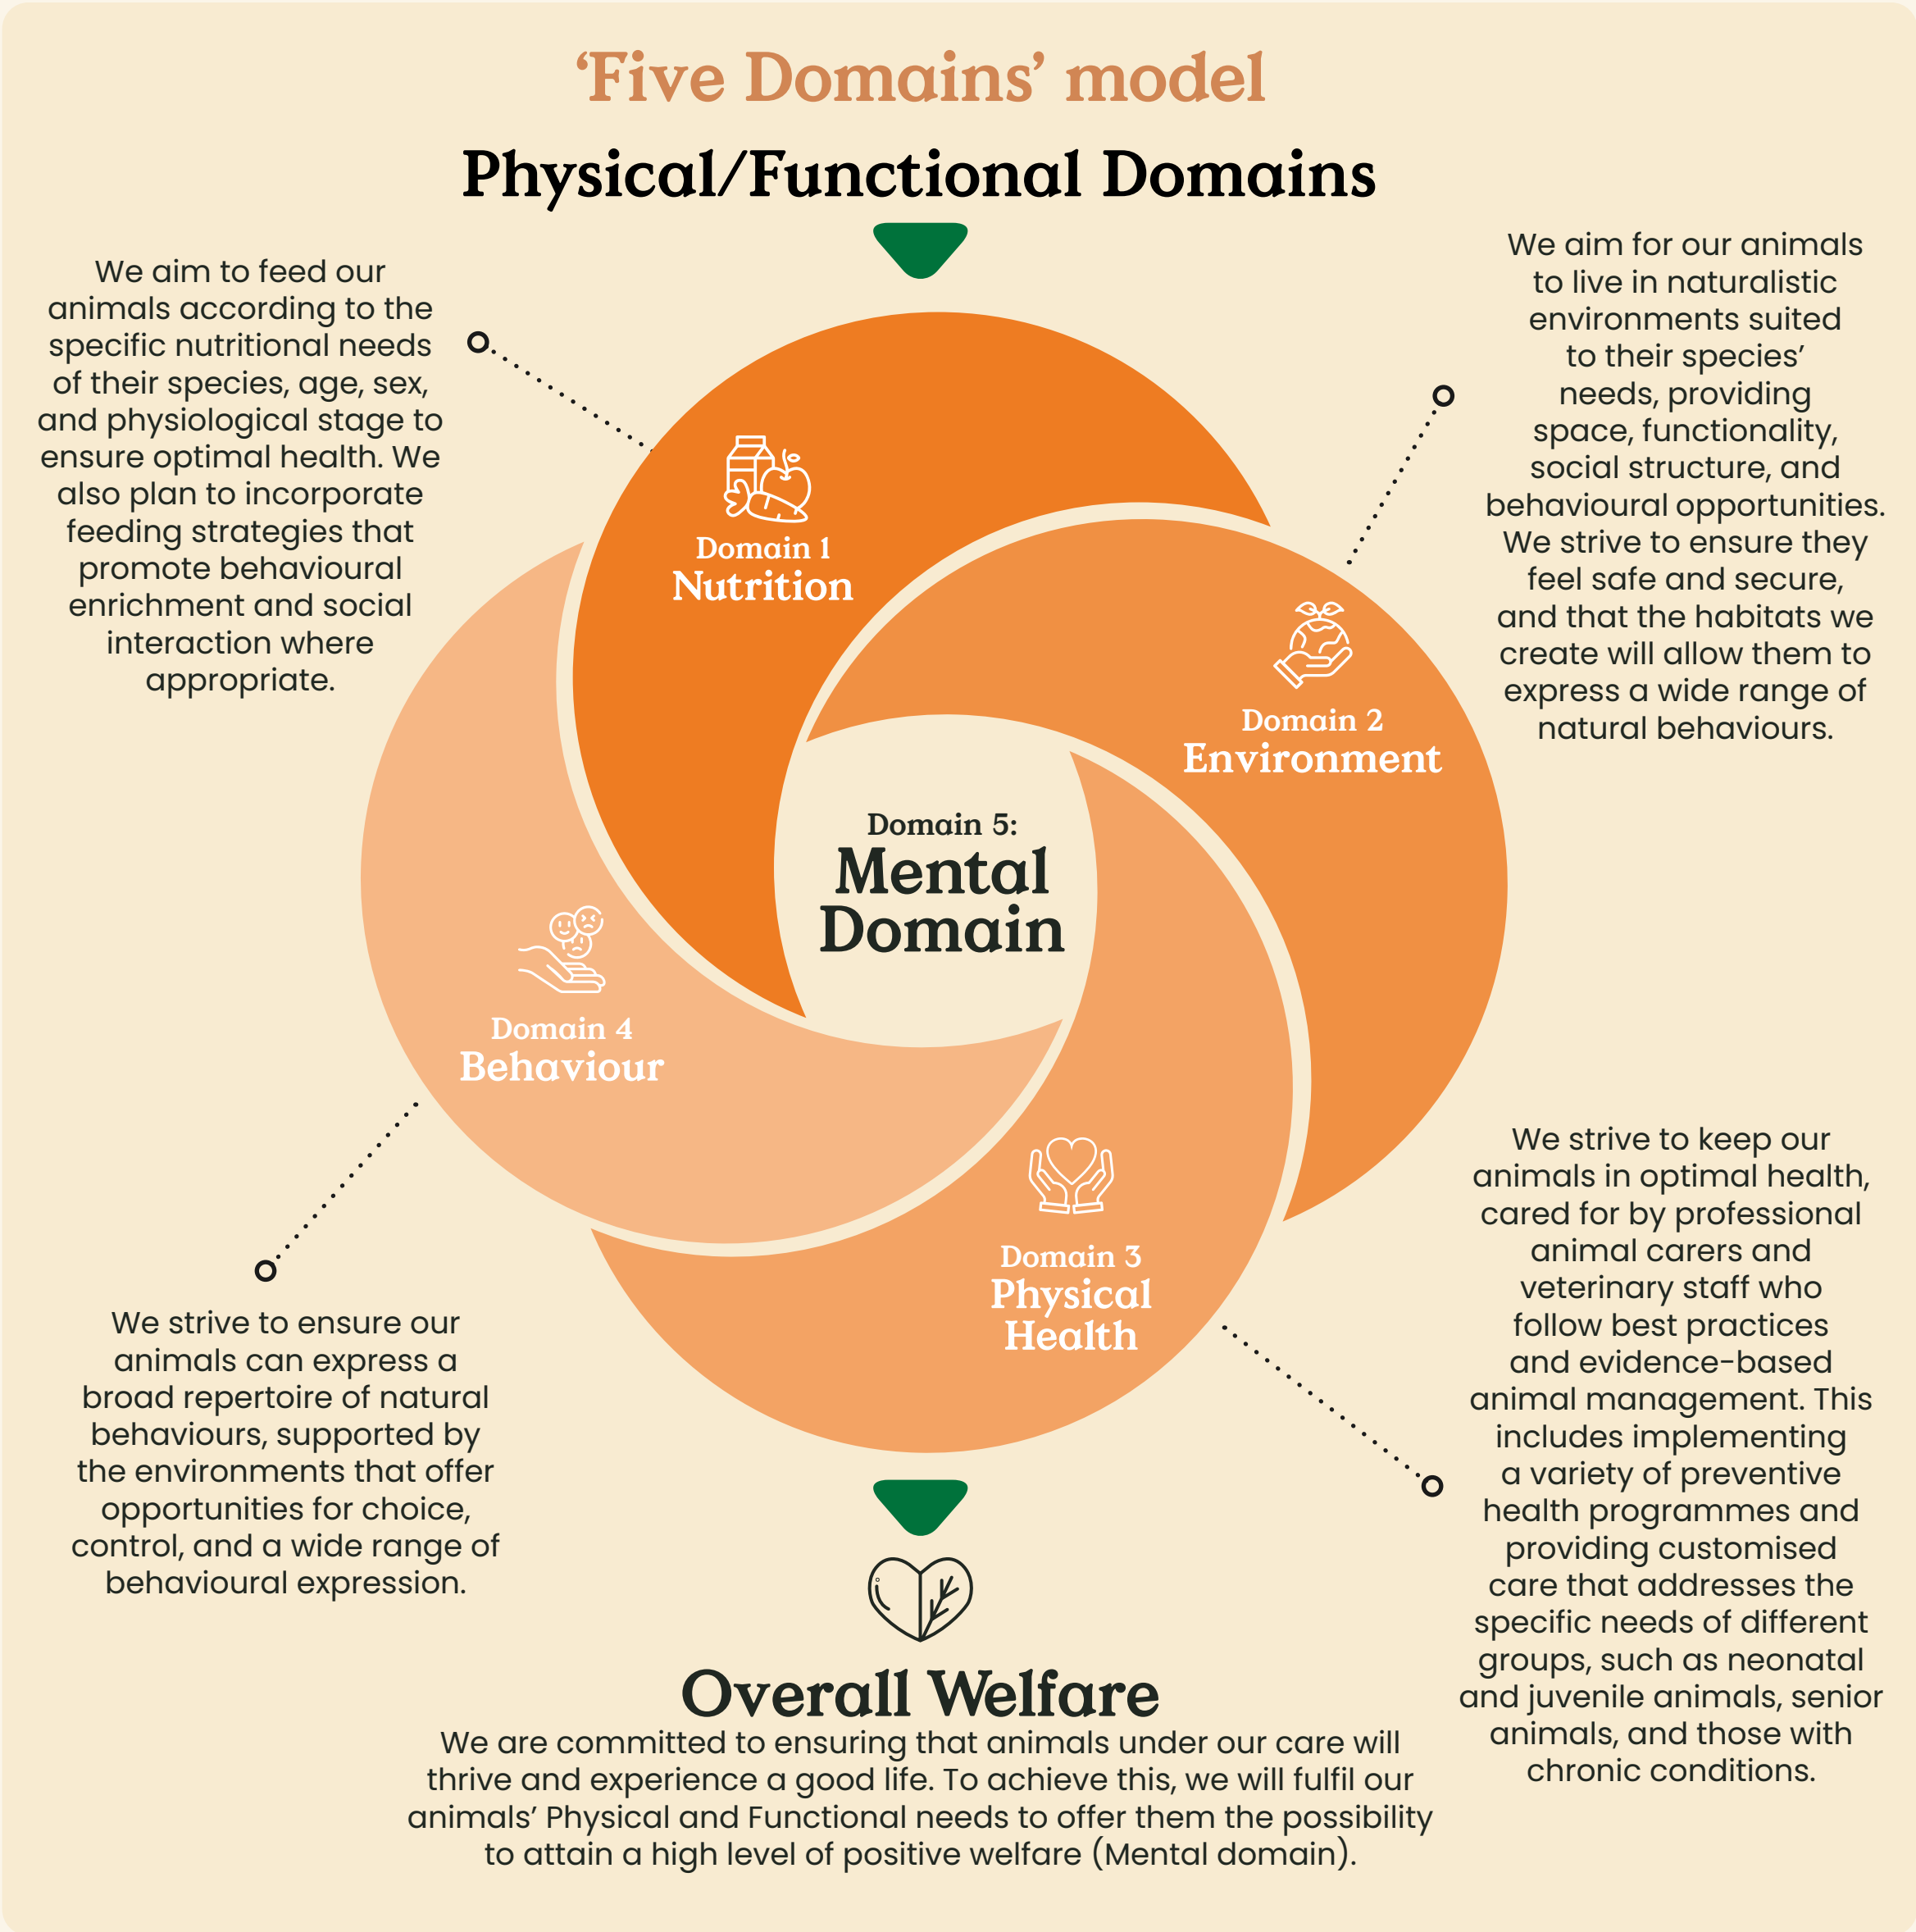 ‘Five Domains’ model
Physical/Functional Domains
We aim to feed our
animals according to the
specific nutritional needs
of their species, age, sex,
and physiological stage to
ensure optimal health. We
also plan to incorporate
feeding strategies that
promote behavioural
enrichment and social
interaction where
appropriate.
We aim for our animals
to live in naturalistic
environments suited
to their species’
needs, providing
space, functionality,
social structure, and
behavioural opportunities.
We strive to ensure they
feel safe and secure,
and that the habitats we
create will allow them to
express a wide range of
natural behaviours.
Domain 1
Nutrition
Domain 2
Environment
Domain 5:
Mental
Domain
Domain 4
Behaviour
Domain 3
Physical
Health
We strive to ensure our
animals can express a
broad repertoire of natural
behaviours, supported by
the environments that offer
opportunities for choice,
control, and a wide range of
behavioural expression.
We strive to keep our
animals in optimal health,
cared for by professional
animal carers and
veterinary staff who
follow best practices
and evidence-based
animal management. This
includes implementing
a variety of preventive
health programmes and
providing customised
care that addresses the
specific needs of different
groups, such as neonatal
and juvenile animals, senior
animals, and those with
chronic conditions.
Overall Welfare
We are committed to ensuring that animals under our care will
thrive and experience a good life. To achieve this, we will fulfil our
animals’ Physical and Functional needs to offer them the possibility
to attain a high level of positive welfare (Mental domain).